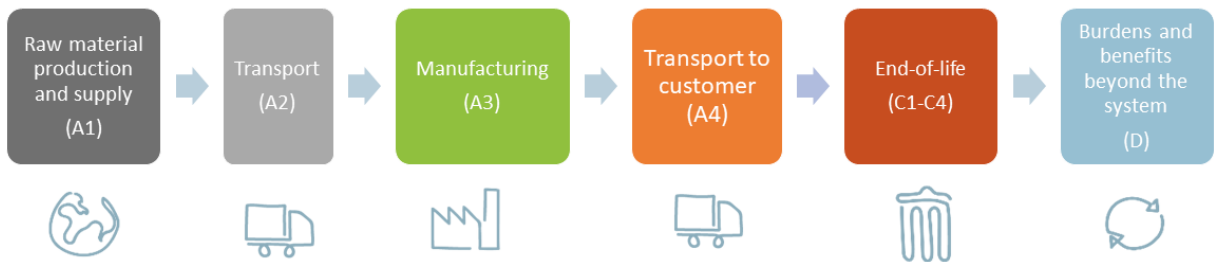 Raw material
production
and supply
(A1)
Transport
(A2)
Manufacturing
(A3)
Transport to
customer
(A4)
End-of-life
(C1-C4)
Burdens and
benefits
beyond the
system
(D)